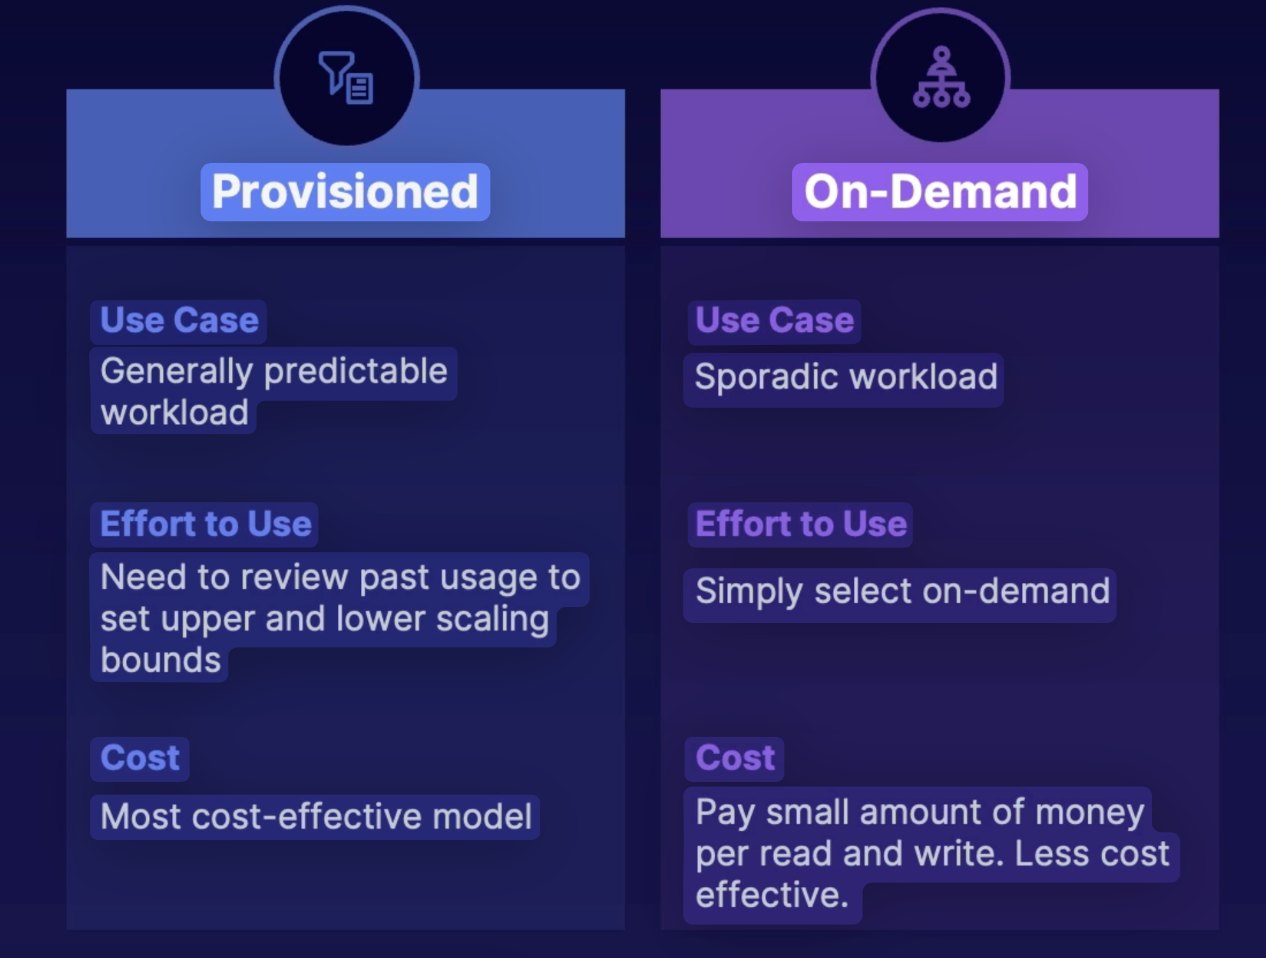 Provisioned
Use Case
Generally predictable
workload
Effort to Use
Need to review past usage to
set upper and lower scaling
bounds
Cost
Most cost-effective model
On-Demand
Use Case
Sporadic workload
Effort to Use
Simply select on-demand
Cost
Pay small amount of money
per read and write. Less cost
effective.